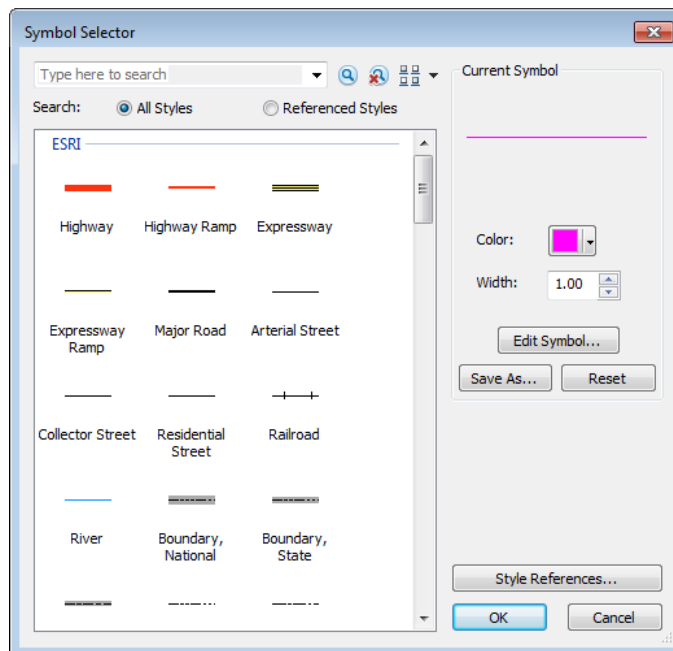 Symbol Selector
Type here to search
Search: All Styles Referenced Styles
ESRI
Highway Highway Ramp Expressway
Expressway Ramp Major Road Arterial Street
Collector Street Residential Street Railroad
River Boundary, National Boundary, State
Current Symbol
Color:
Width: 1.00
Edit Symbol...
Save As... Reset
Style References...
OK Cancel